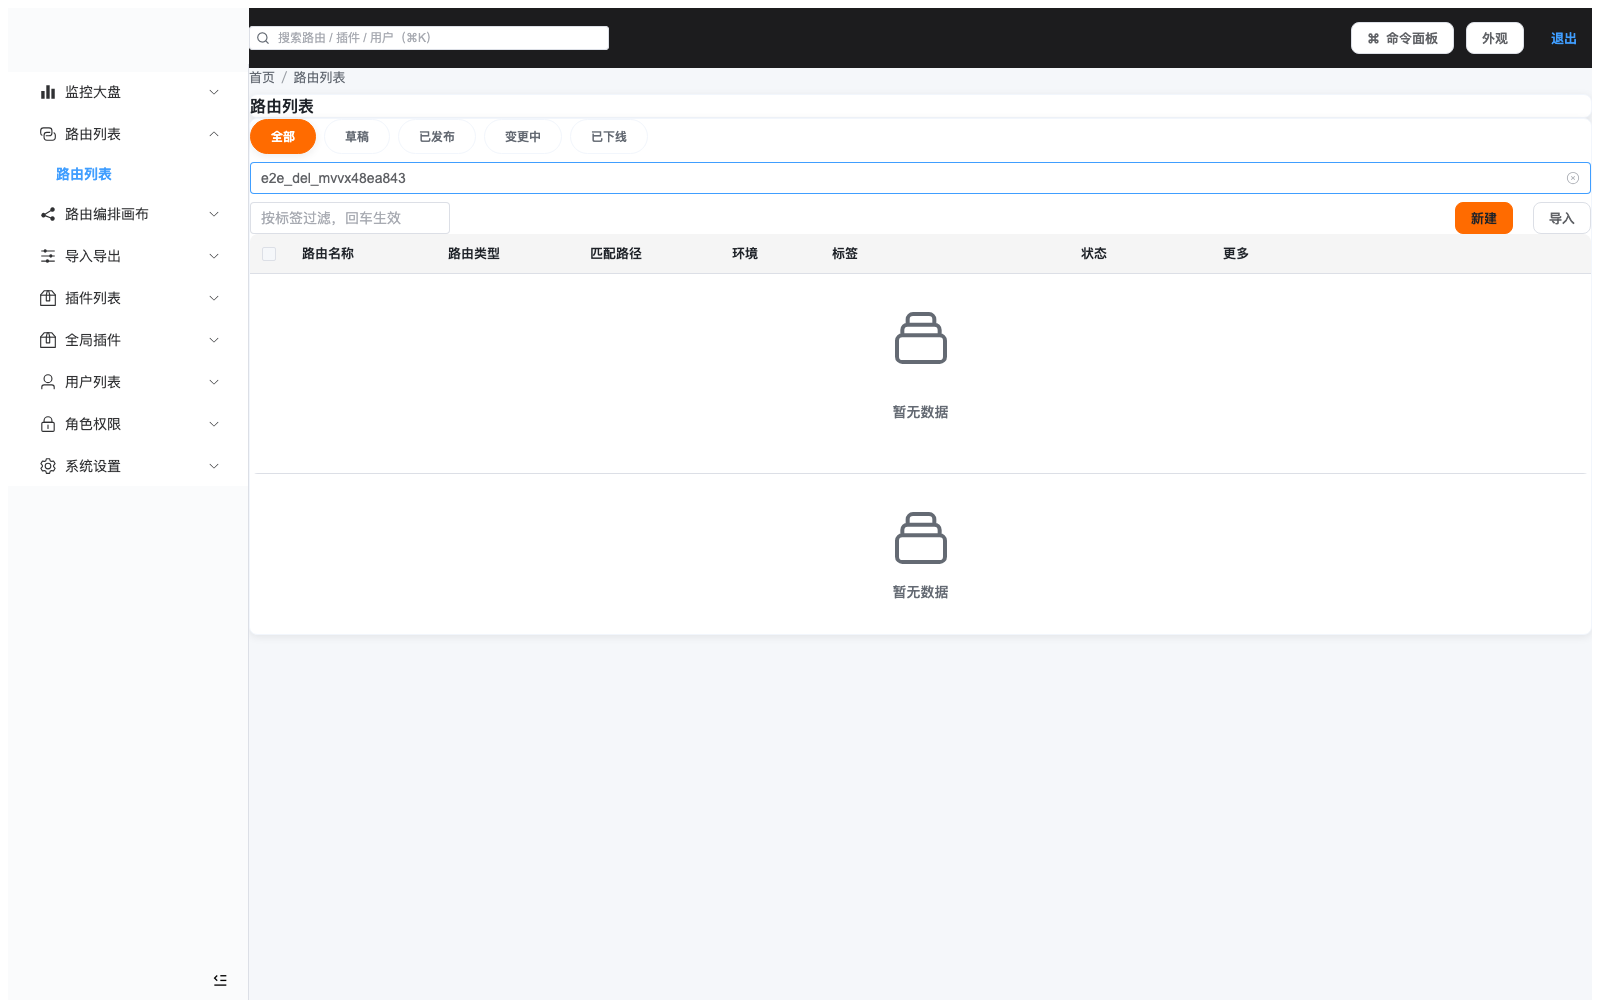 搜索路由 / 插件 / 用户（⌘K）
⌘ 命令面板
外观
退出
监控大盘
路由列表
路由列表
路由编排画布
导入导出
插件列表
全局插件
用户列表
角色权限
系统设置
首页 / 路由列表
路由列表
全部 草稿 已发布 变更中 已下线
e2e_del_mvvx48ea843
按标签过滤，回车生效
新建 导入
路由名称 路由类型 匹配路径 环境 标签 状态 更多
暂无数据
暂无数据